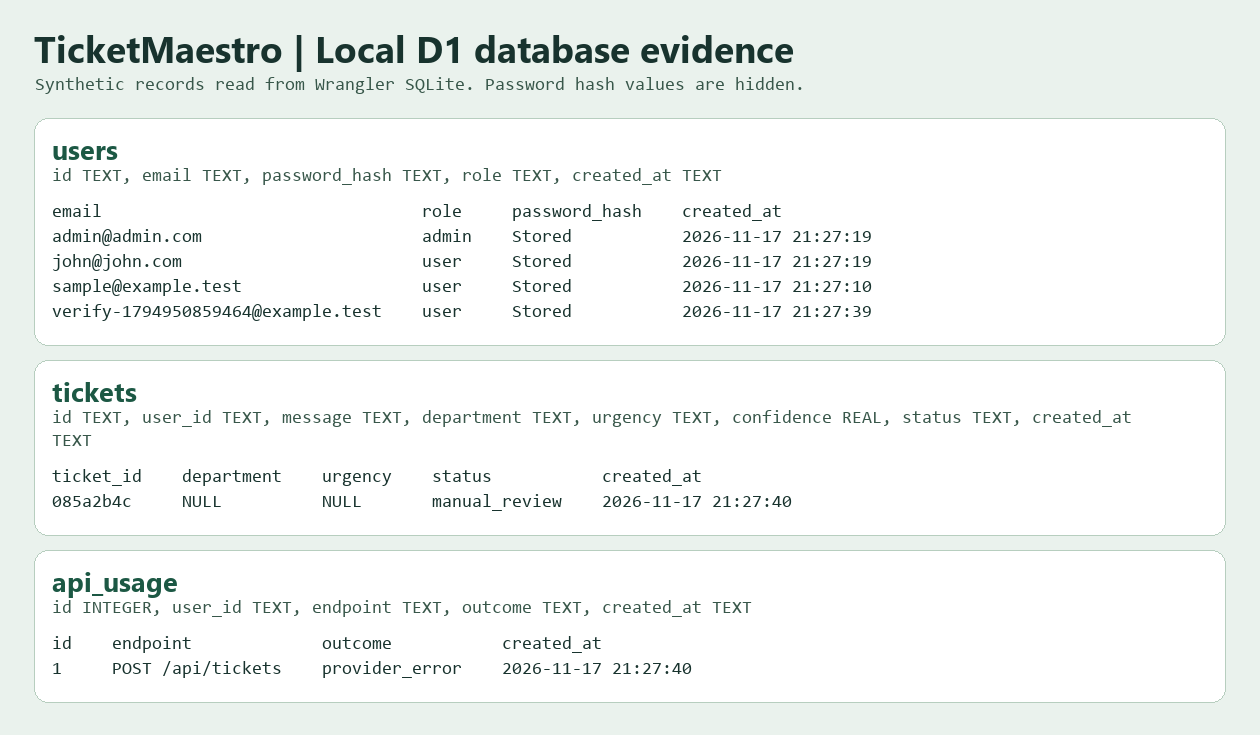 TicketMaestro | Local D1 database evidence
Synthetic records read from Wrangler SQLite. Password hash values are hidden.
users
id TEXT, email TEXT, password_hash TEXT, role TEXT, created_at TEXT
email role password_hash created_at
admin@admin.com admin Stored 2026-11-17 21:27:19
john@john.com user Stored 2026-11-17 21:27:19
sample@example.test user Stored 2026-11-17 21:27:10
verify-1794950859464@example.test user Stored 2026-11-17 21:27:39
tickets
id TEXT, user_id TEXT, message TEXT, department TEXT, urgency TEXT, confidence REAL, status TEXT, created_at
TEXT
ticket_id department urgency status created_at
085a2b4c NULL NULL manual_review 2026-11-17 21:27:40
api_usage
id INTEGER, user_id TEXT, endpoint TEXT, outcome TEXT, created_at TEXT
id endpoint outcome created_at
1 POST /api/tickets provider_error 2026-11-17 21:27:40